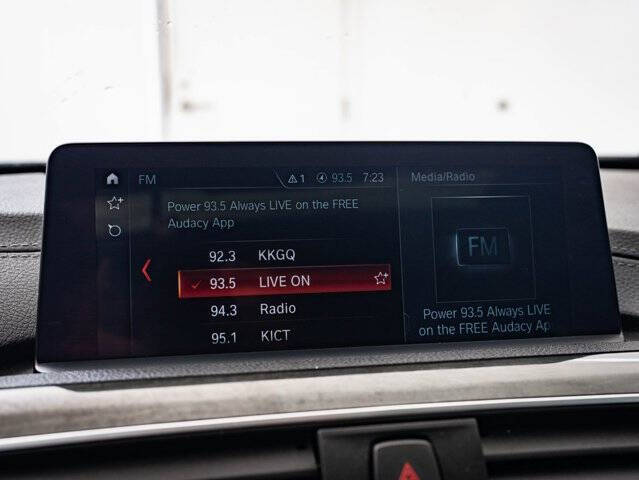 FM 1 93.5 7:23 Media/Radio
Power 93.5 Always LIVE on the FREE
Audacy App
92.3 KKGQ
93.5 LIVE ON
94.3 Radio
95.1 KICT
FM
Power 93.5 Always LIVE
on the FREE Audacy Ap